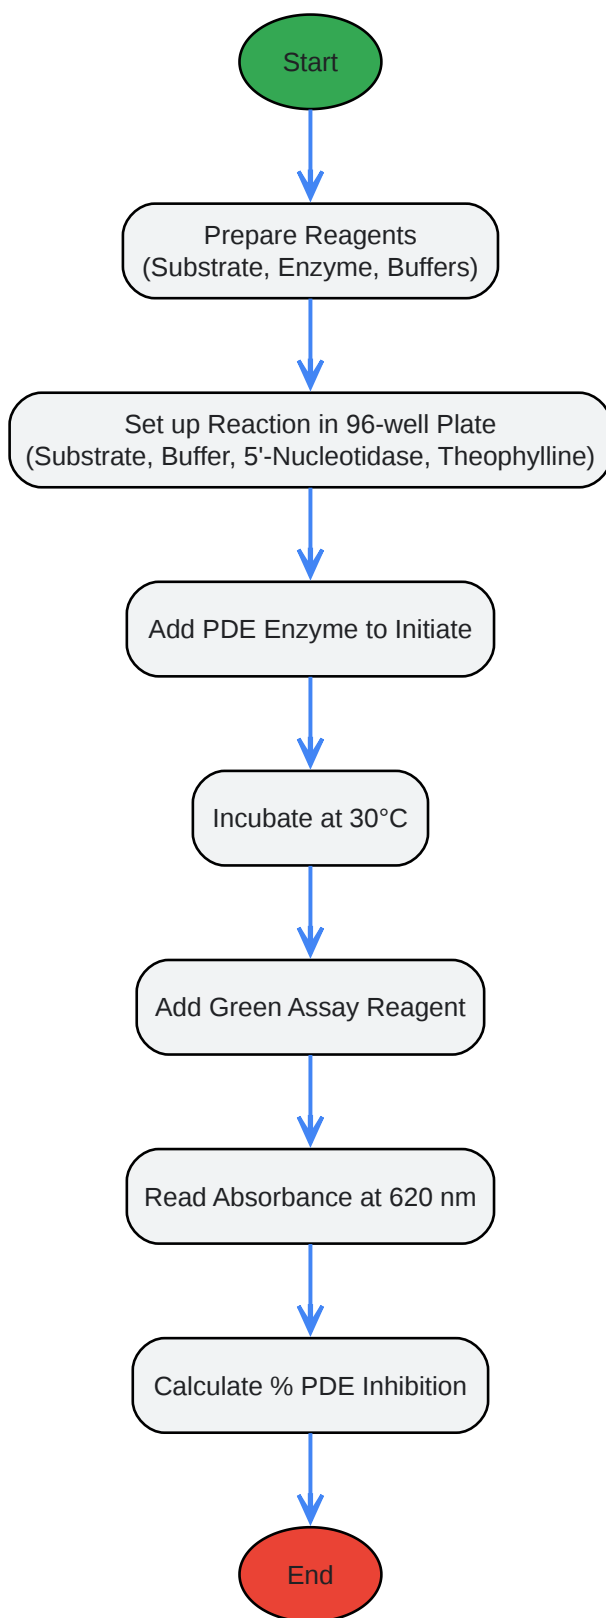 Start
Prepare Reagents
(Substrate, Enzyme, Buffers)
Set up Reaction in 96-well Plate
(Substrate, Buffer, 5'-Nucleotidase, Theophylline)
Add PDE Enzyme to Initiate
Incubate at 30°C
Add Green Assay Reagent
Read Absorbance at 620 nm
Calculate % PDE Inhibition
End